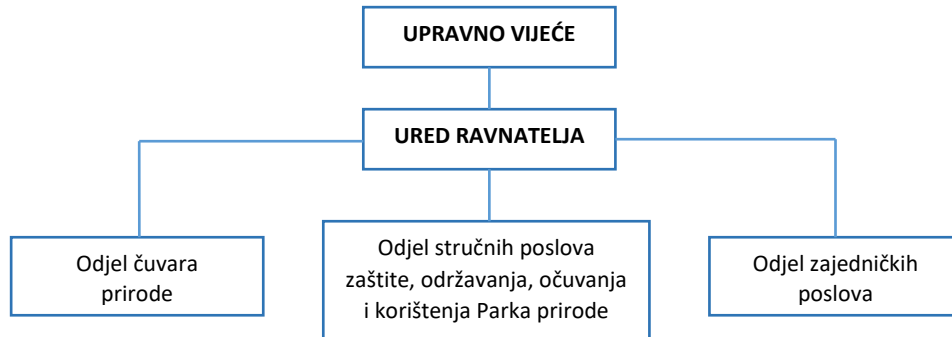 UPRAVNO VIJEĆE
URED RAVNATELJA
Odjel čuvara
prirode
Odjel stručnih poslova
zaštite, održavanja, očuvanja
i korištenja Parka prirode
Odjel zajedničkih
poslova